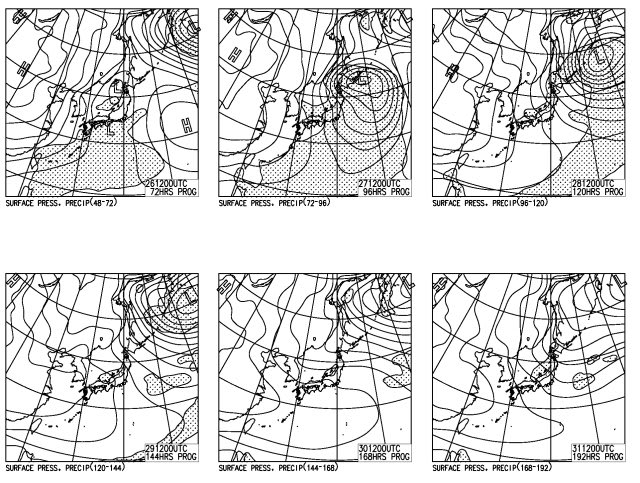 261200UTC
72HRS PROG
SURFACE PRESS, PRECIP(48-72)
271200UTC
96HRS PROG
SURFACE PRESS, PRECIP(72-96)
281200UTC
120HRS PROG
SURFACE PRESS, PRECIP(96-120)
291200UTC
144HRS PROG
SURFACE PRESS, PRECIP(120-144)
301200UTC
168HRS PROG
SURFACE PRESS, PRECIP(144-168)
311200UTC
192HRS PROG
SURFACE PRESS, PRECIP(168-192)